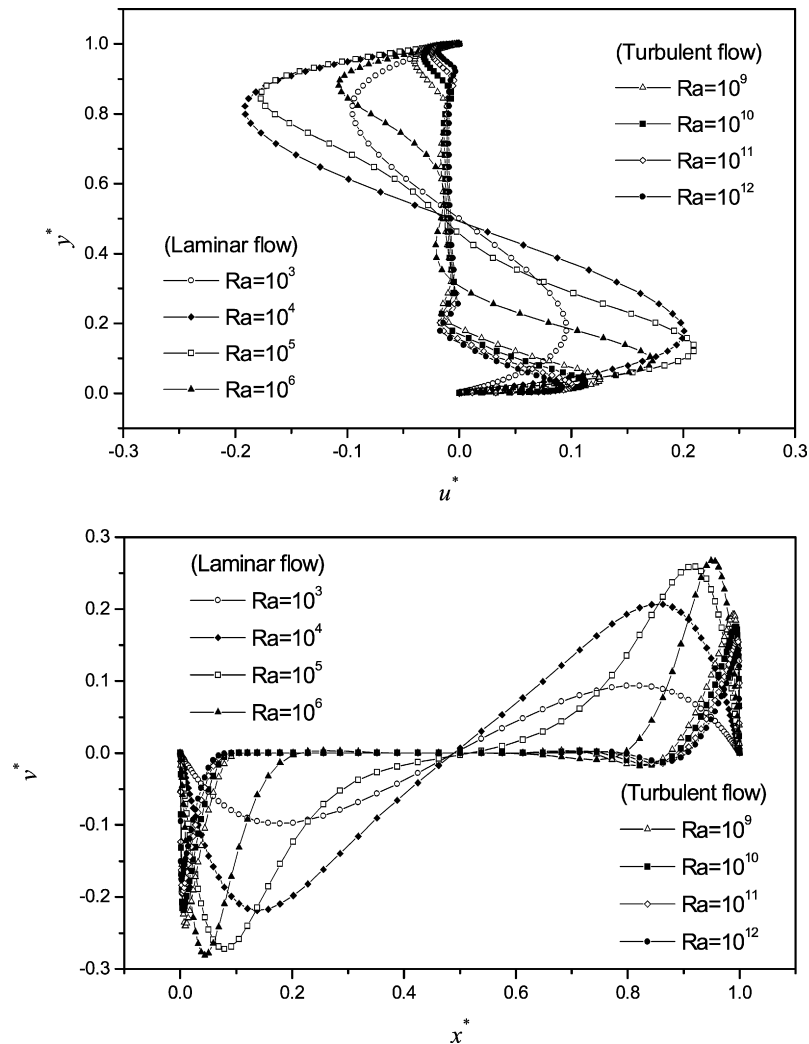 1.0
0.8
0.6
0.4
0.2
0.0
y*
(Turbulent flow)
Ra=10⁹
Ra=10¹⁰
Ra=10¹¹
Ra=10¹²
(Laminar flow)
Ra=10³
Ra=10⁴
Ra=10⁵
Ra=10⁶
-0.3 -0.2 -0.1 0.0 0.1 0.2 0.3
u*
0.3
0.2
0.1
0.0
-0.1
-0.2
-0.3
v*
(Laminar flow)
Ra=10³
Ra=10⁴
Ra=10⁵
Ra=10⁶
(Turbulent flow)
Ra=10⁹
Ra=10¹⁰
Ra=10¹¹
Ra=10¹²
0.0 0.2 0.4 0.6 0.8 1.0
x*